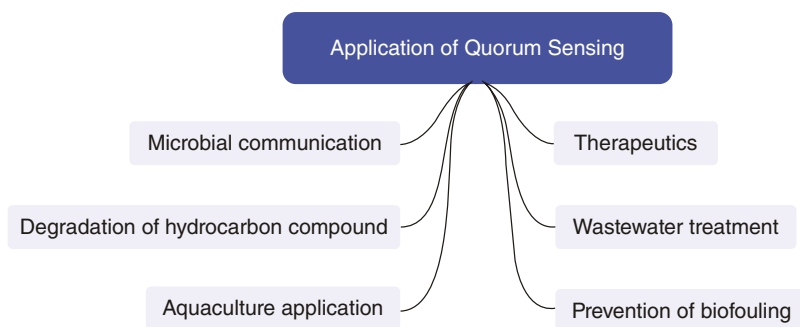 Application of Quorum Sensing
Microbial communication
Therapeutics
Degradation of hydrocarbon compound
Wastewater treatment
Aquaculture application
Prevention of biofouling